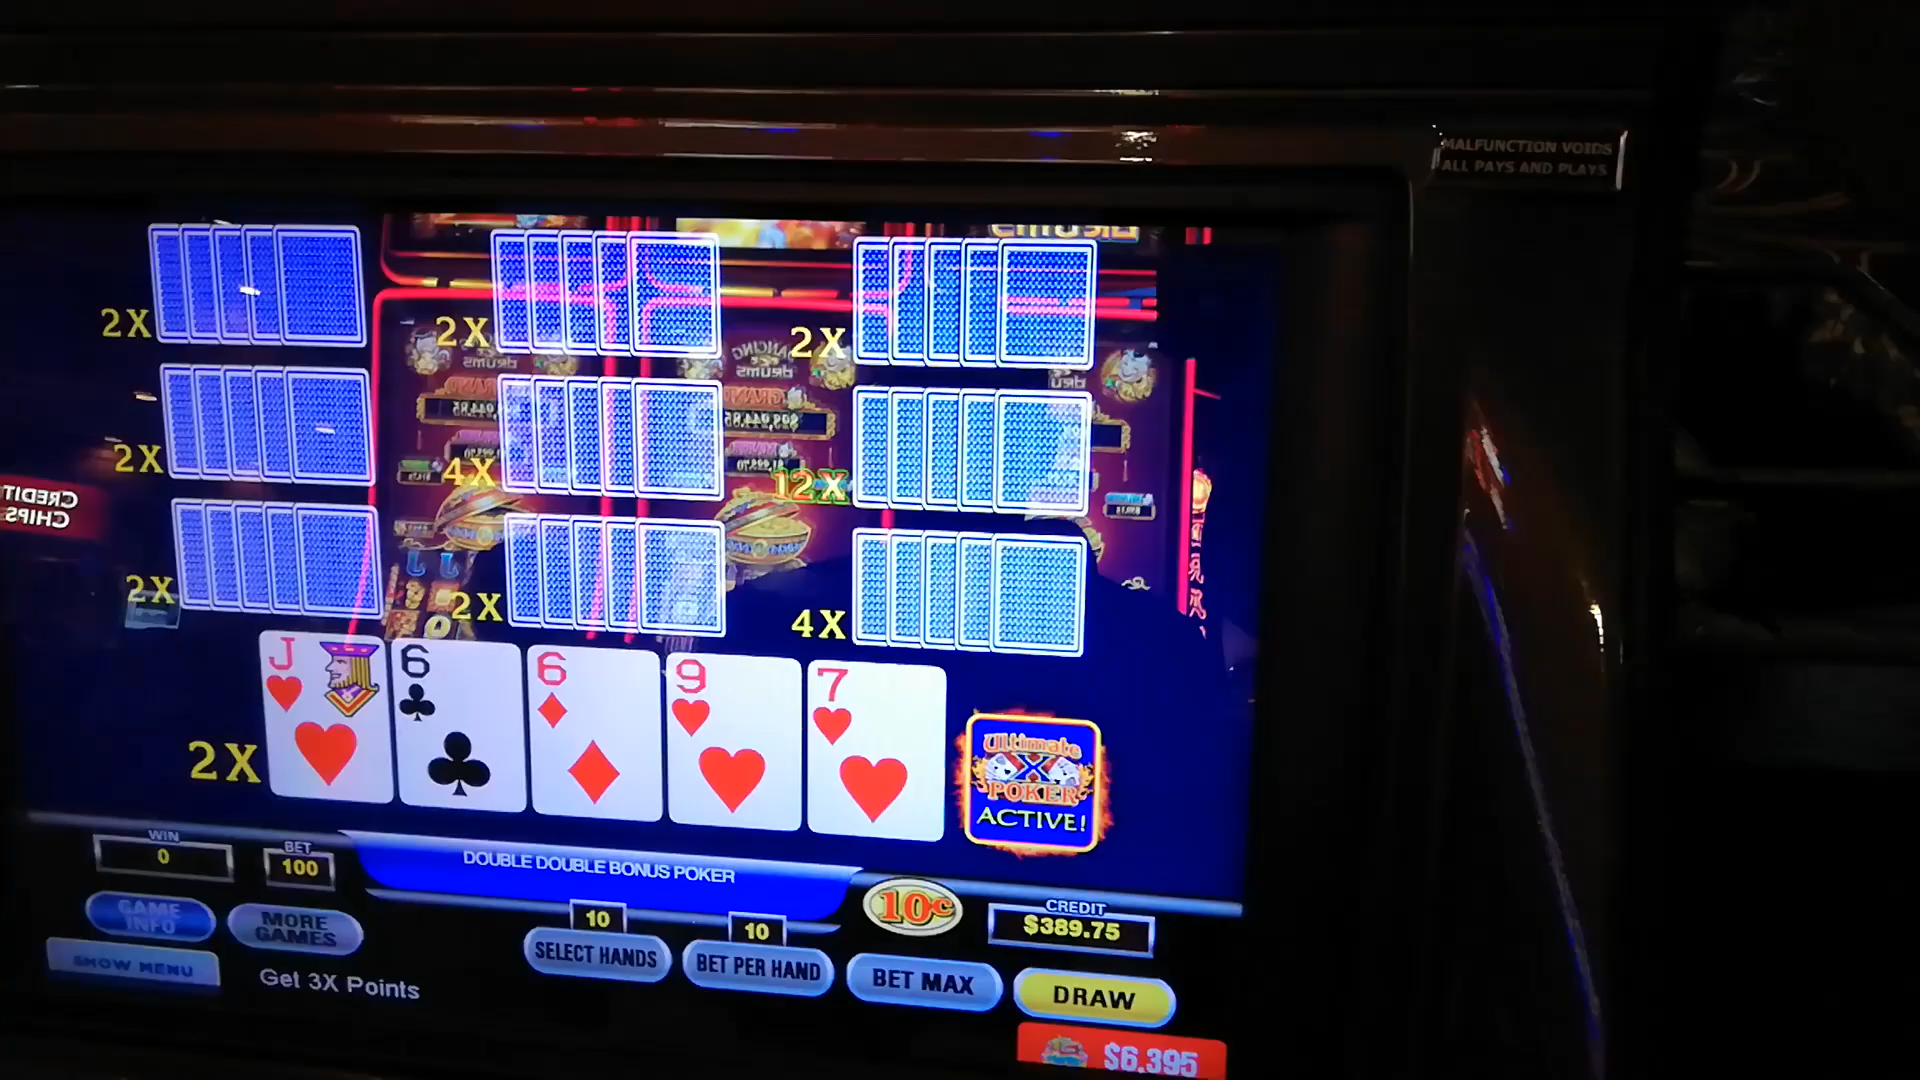 MALFUNCTION VOIDS
ALL PAYS AND PLAYS
2X
2X
2X
2X
4X
12X
CREDIT
CHIPS
2X
2X
4X
J
6
6
9
7
2X
Ultimate
X
POKER
ACTIVE!
WIN
0
BET
100
DOUBLE DOUBLE BONUS POKER
10¢
CREDIT
$389.75
GAME
INFO
MORE
GAMES
10
SELECT HANDS
10
BET PER HAND
BET MAX
DRAW
SHOW MENU
Get 3X Points
$6,395